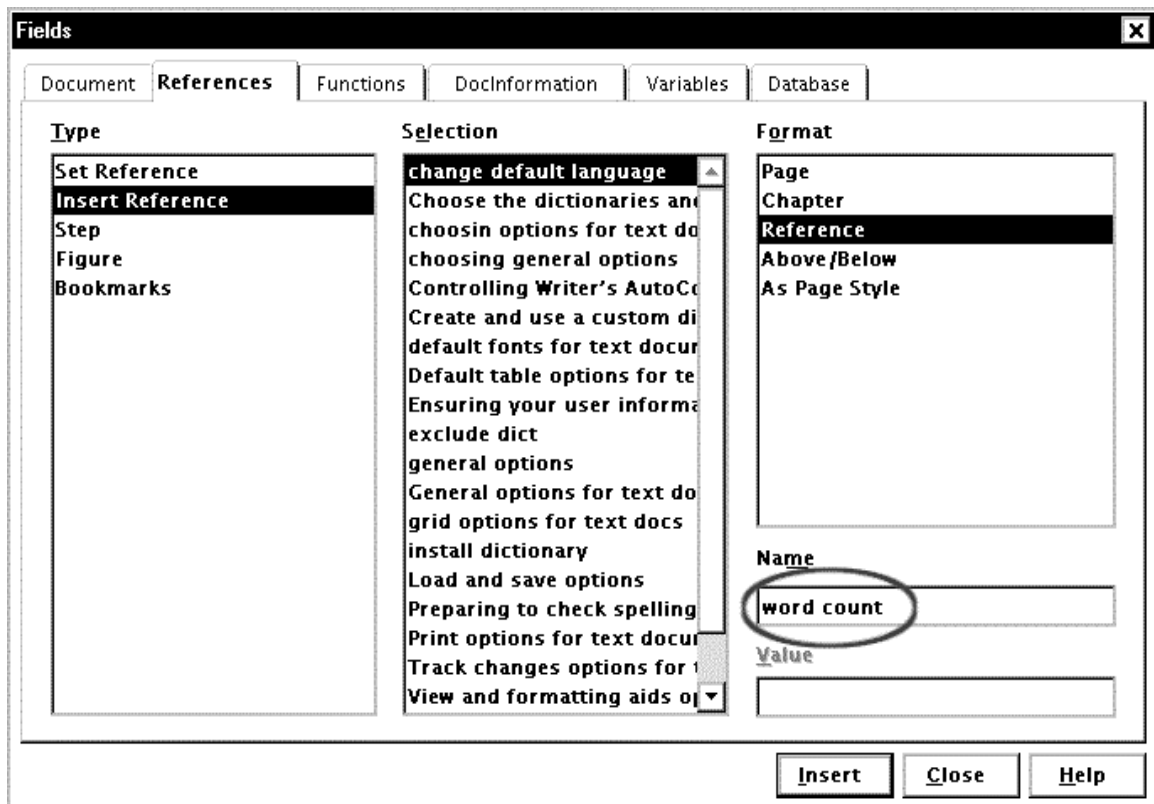 Fields
Document References Functions DocInformation Variables Database
Type
Set Reference
Insert Reference
Step
Figure
Bookmarks
Selection
change default language
Choose the dictionaries and
choosin options for text do
choosing general options
Controlling Writer's AutoCo
Create and use a custom di
default fonts for text docum
Default table options for te
Ensuring your user informa
exclude dict
general options
General options for text do
grid options for text docs
install dictionary
Load and save options
Preparing to check spelling
Print options for text docum
Track changes options for t
View and formatting aids op
Format
Page
Chapter
Reference
Above/Below
As Page Style
Name
word count
Value
Insert Close Help